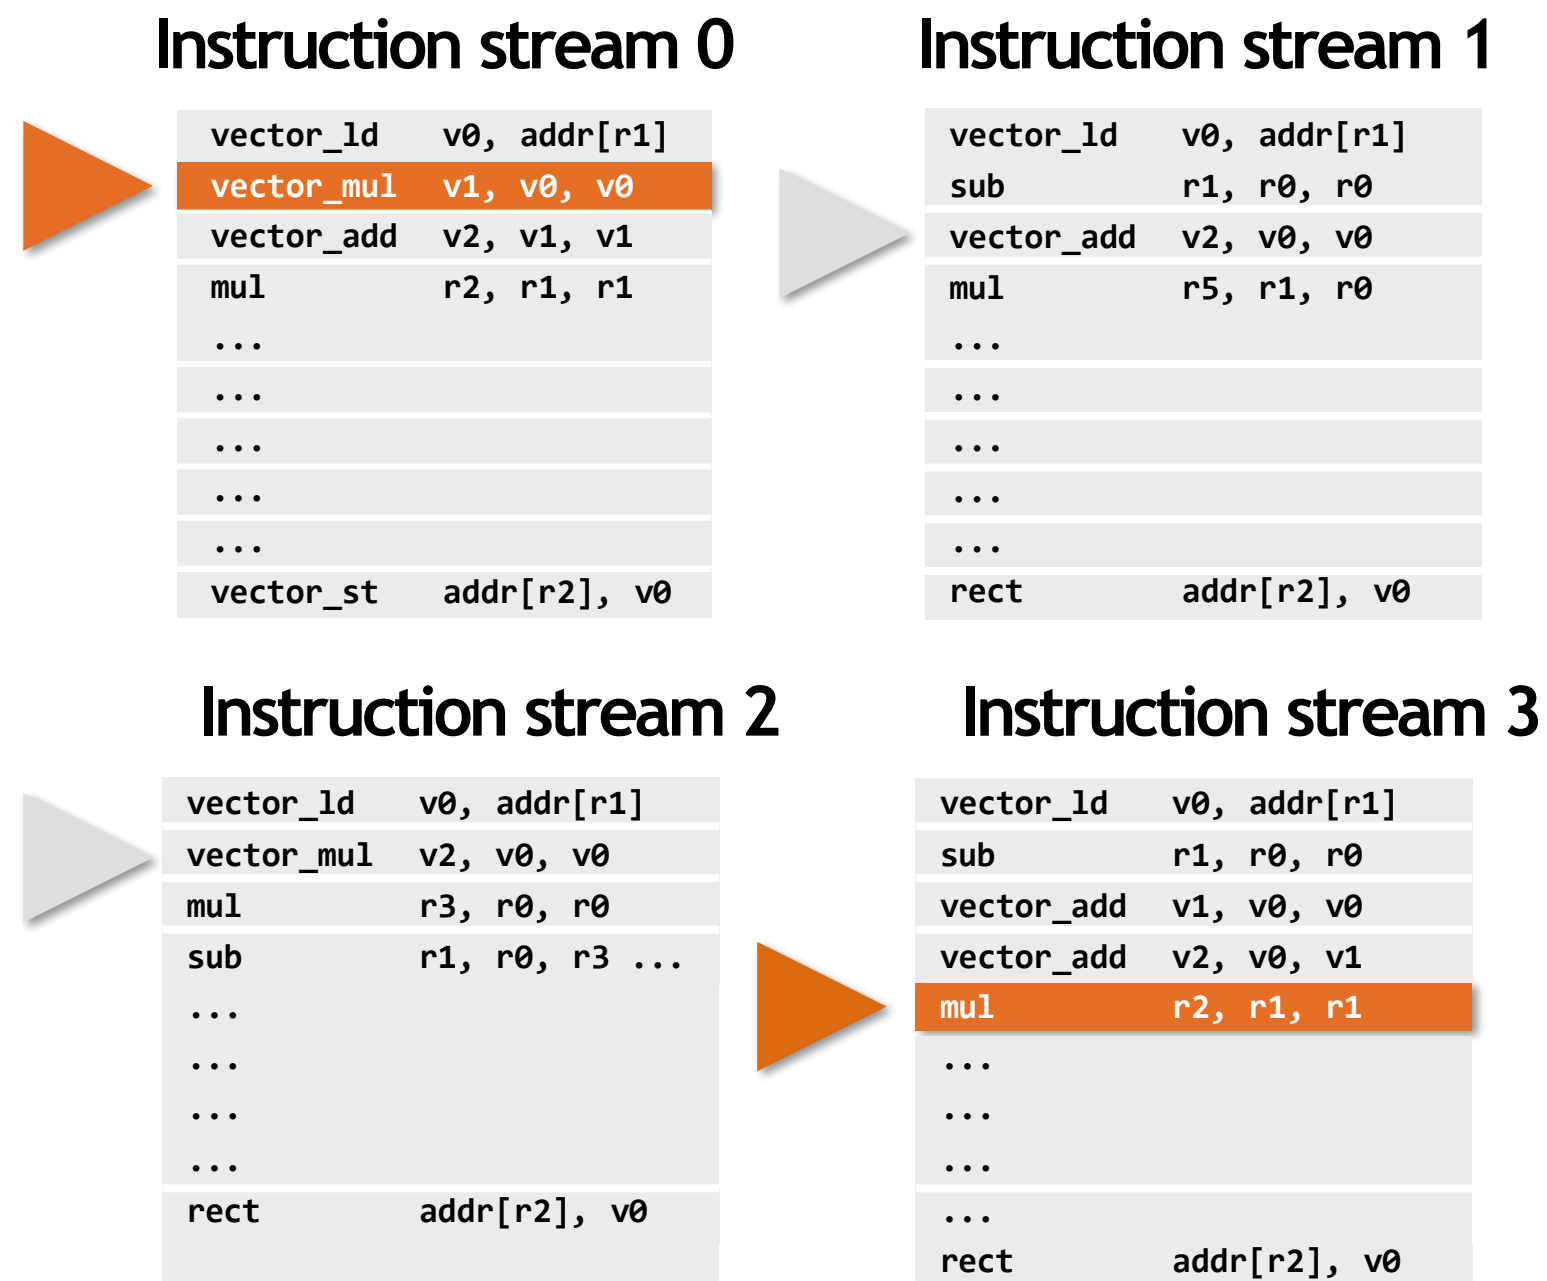 Instruction stream 0
vector_ld v0, addr[r1]
vector_mul v1, v0, v0
vector_add v2, v1, v1
mul r2, r1, r1
...
...
...
...
...
vector_st addr[r2], v0
Instruction stream 1
vector_ld v0, addr[r1]
sub r1, r0, r0
vector_add v2, v0, v0
mul r5, r1, r0
...
...
...
...
...
rect addr[r2], v0
Instruction stream 2
vector_ld v0, addr[r1]
vector_mul v2, v0, v0
mul r3, r0, r0
sub r1, r0, r3 ...
...
...
...
...
rect addr[r2], v0
Instruction stream 3
vector_ld v0, addr[r1]
sub r1, r0, r0
vector_add v1, v0, v0
vector_add v2, v0, v1
mul r2, r1, r1
...
...
...
...
rect addr[r2], v0